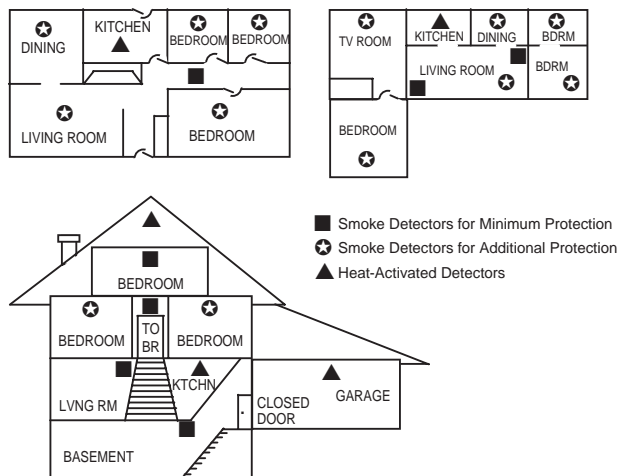 KITCHEN
DINING
BEDROOM
BEDROOM
LIVING ROOM
BEDROOM
TV ROOM
KITCHEN
DINING
BDRM
LIVING ROOM
BDRM
BEDROOM
Smoke Detectors for Minimum Protection
Smoke Detectors for Additional Protection
Heat-Activated Detectors
BEDROOM
BEDROOM
TO
BR
BEDROOM
LVNG RM
KTCHN
CLOSED
DOOR
GARAGE
BASEMENT